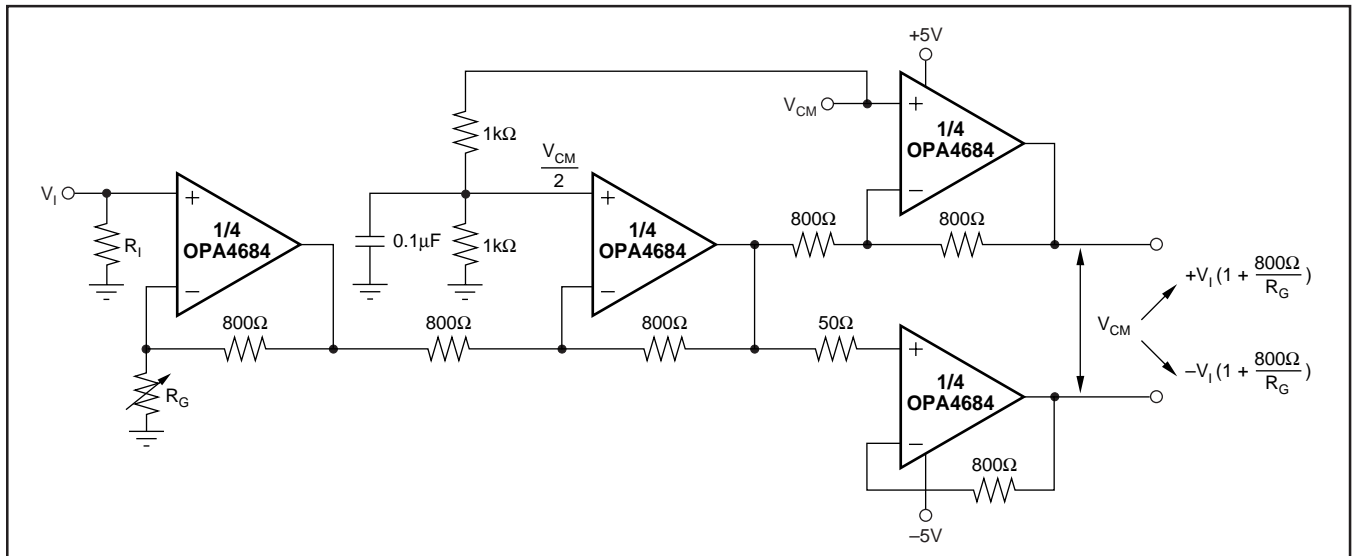 +5V
V_CM
1/4
OPA4684
1kΩ
V_CM/2
V_I
1/4
OPA4684
R_I
0.1µF
1kΩ
1/4
OPA4684
800Ω
800Ω
+V_I (1 + 800Ω/R_G)
V_CM
−V_I (1 + 800Ω/R_G)
800Ω
800Ω
800Ω
50Ω
1/4
OPA4684
R_G
800Ω
−5V